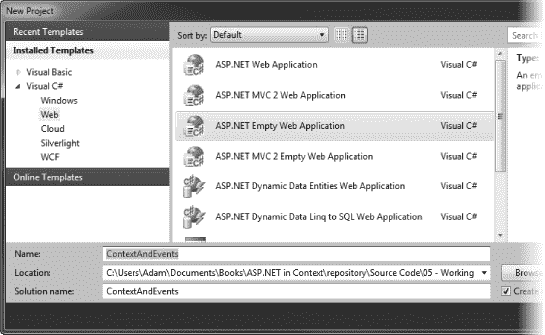 New Project
Recent Templates
Installed Templates
Visual Basic
Visual C#
Windows
Web
Cloud
Silverlight
WCF
Online Templates
Sort by: Default
Search
ASP.NET Web Application Visual C#
ASP.NET MVC 2 Web Application Visual C#
ASP.NET Empty Web Application Visual C#
ASP.NET MVC 2 Empty Web Application Visual C#
ASP.NET Dynamic Data Entities Web Application Visual C#
ASP.NET Dynamic Data Linq to SQL Web Application Visual C#
Type:
An em
applic
Name: ContextAndEvents
Location: C:\Users\Adam\Documents\Books\ASP.NET in Context\repository\Source Code\05 - Working
Brows
Solution name: ContextAndEvents
Create